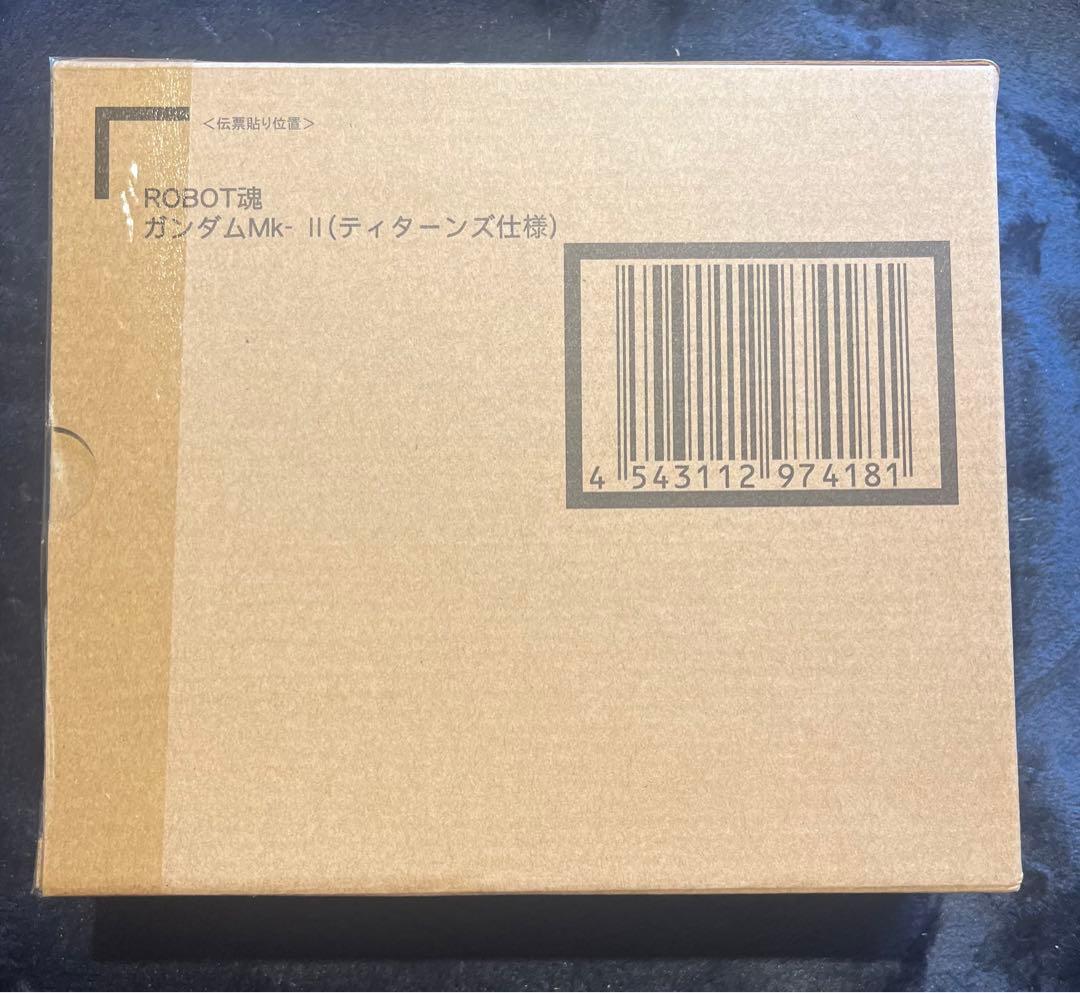 ＜伝票貼り位置＞
ROBOT魂
ガンダムMk-Ⅱ(ティターンズ仕様)
4 543112 974181